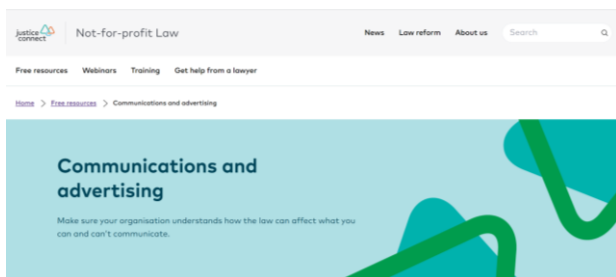 justice connect
Not-for-profit Law
News Law reform About us Search
Free resources Webinars Training Get help from a lawyer
Home > Free resources > Communications and advertising
Communications and
advertising
Make sure your organisation understands how the law can affect what you
can and can't communicate.